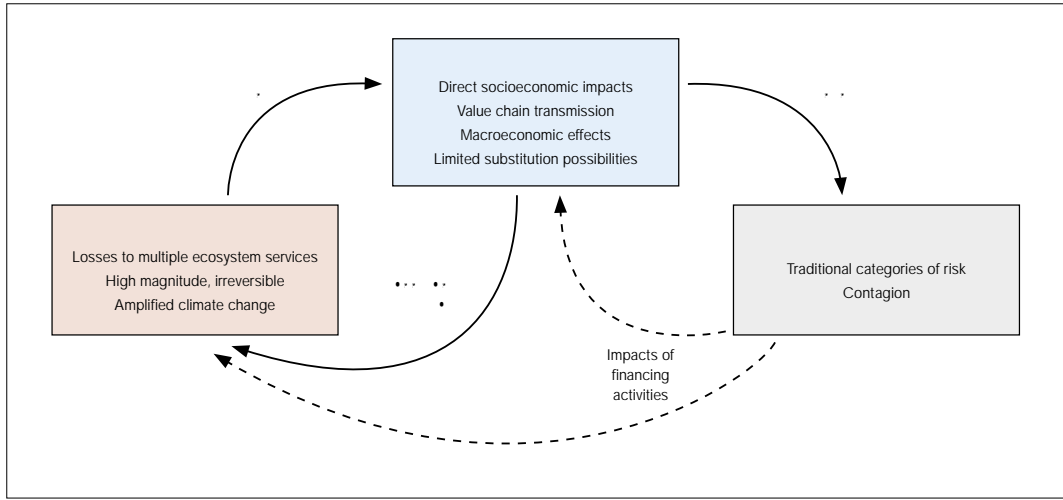 Direct socioeconomic impacts
Value chain transmission
Macroeconomic effects
Limited substitution possibilities
Losses to multiple ecosystem services
High magnitude, irreversible
Amplified climate change
Traditional categories of risk
Contagion
Impacts of
financing
activities